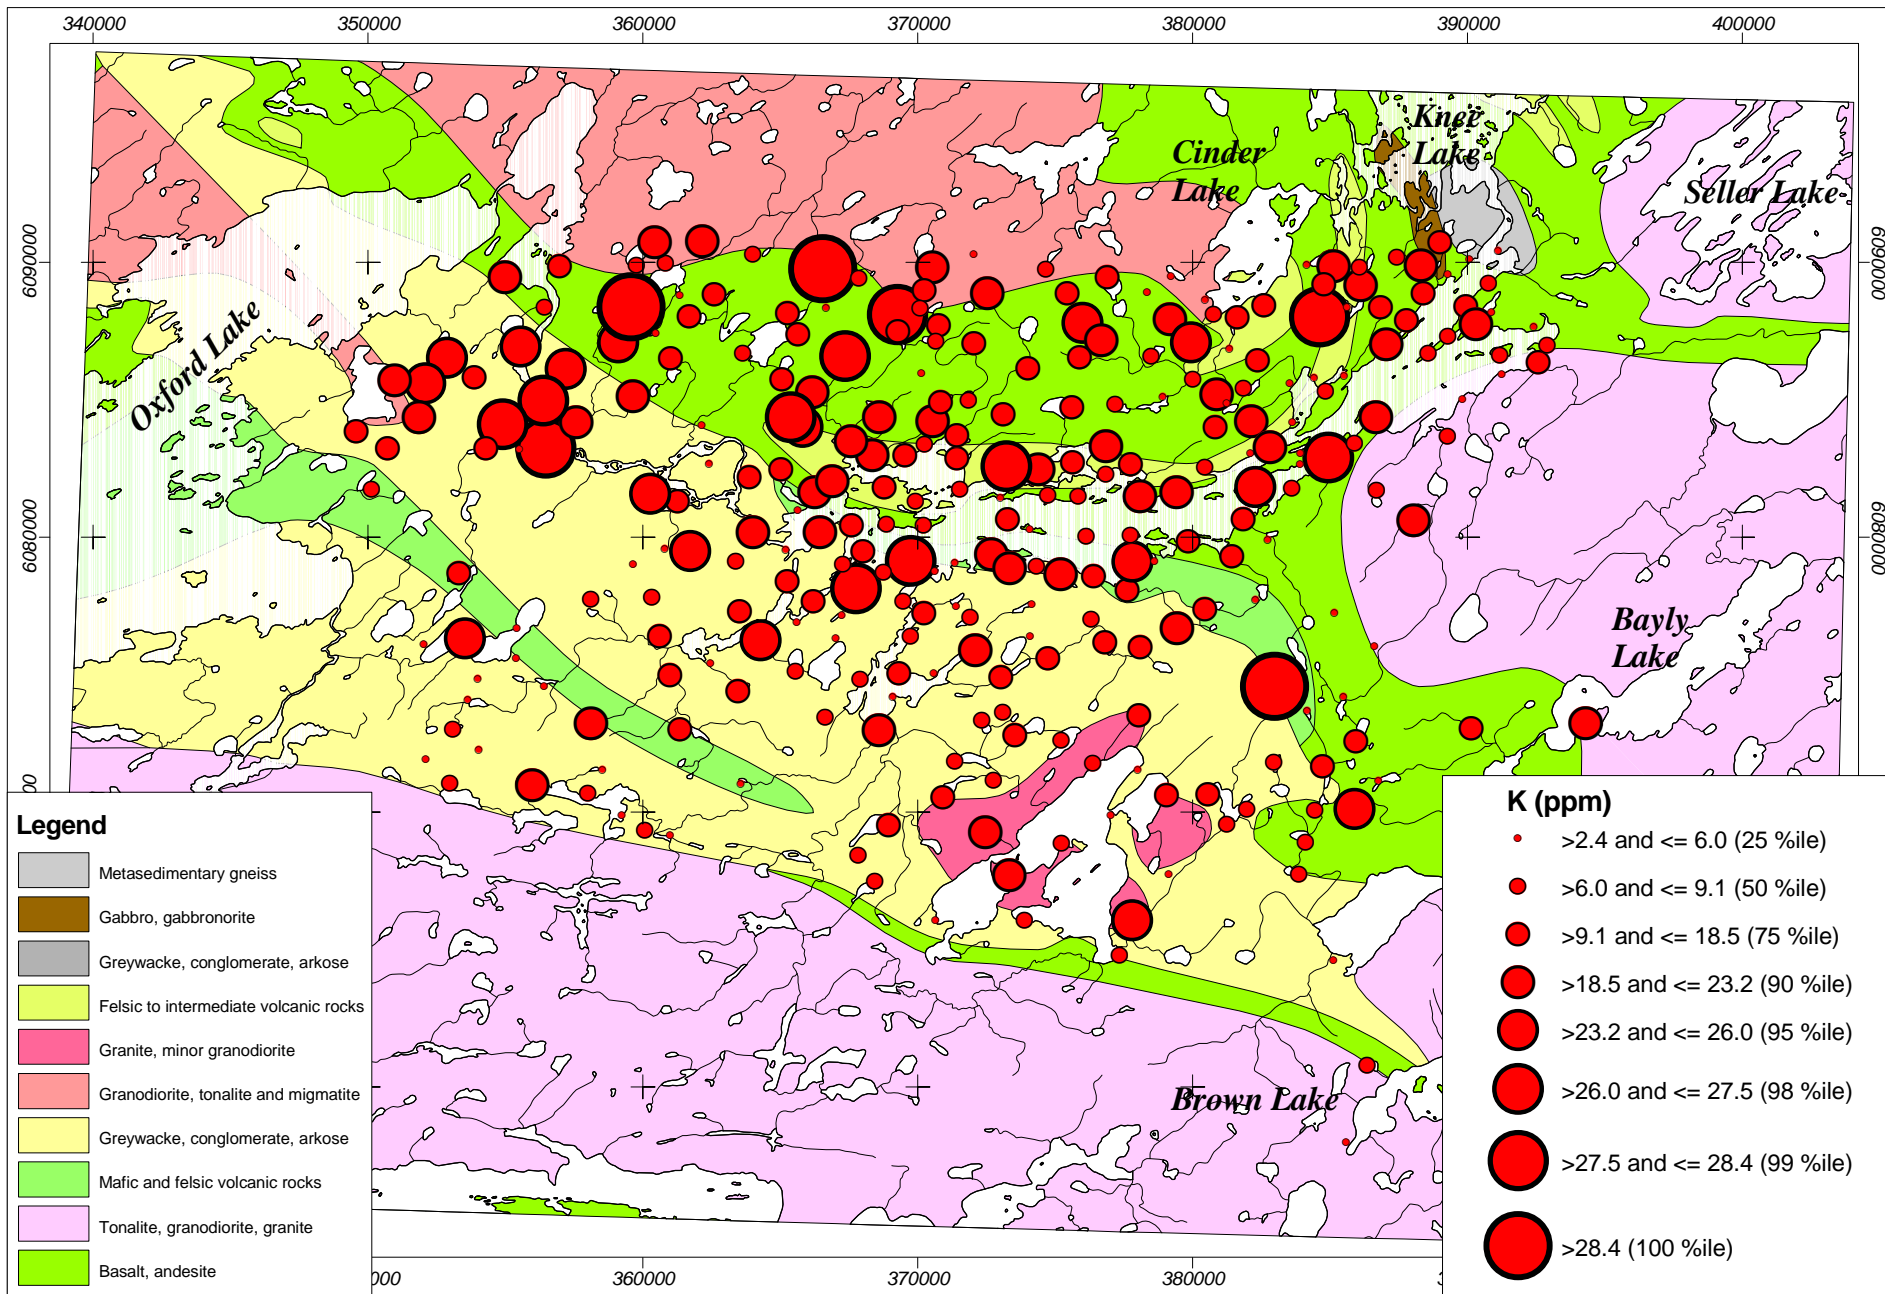 340000 350000 360000 370000 380000 390000 400000
Knee
Lake
Cinder
Lake
Seller Lake
6090000
6090000
Oxford Lake
6080000
6080000
Bayly
Lake
Brown Lake
Legend
Metasedimentary gneiss
Gabbro, gabbronorite
Greywacke, conglomerate, arkose
Felsic to intermediate volcanic rocks
Granite, minor granodiorite
Granodiorite, tonalite and migmatite
Greywacke, conglomerate, arkose
Mafic and felsic volcanic rocks
Tonalite, granodiorite, granite
Basalt, andesite
K (ppm)
>2.4 and <= 6.0 (25 %ile)
>6.0 and <= 9.1 (50 %ile)
>9.1 and <= 18.5 (75 %ile)
>18.5 and <= 23.2 (90 %ile)
>23.2 and <= 26.0 (95 %ile)
>26.0 and <= 27.5 (98 %ile)
>27.5 and <= 28.4 (99 %ile)
>28.4 (100 %ile)
360000 370000 380000